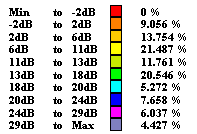 Min to -2dB 0 %
-2dB to 2dB 9.056 %
2dB to 6dB 13.754 %
6dB to 11dB 21.487 %
11dB to 13dB 11.761 %
13dB to 18dB 20.546 %
18dB to 20dB 5.272 %
20dB to 24dB 7.658 %
24dB to 29dB 6.037 %
29dB to Max 4.427 %